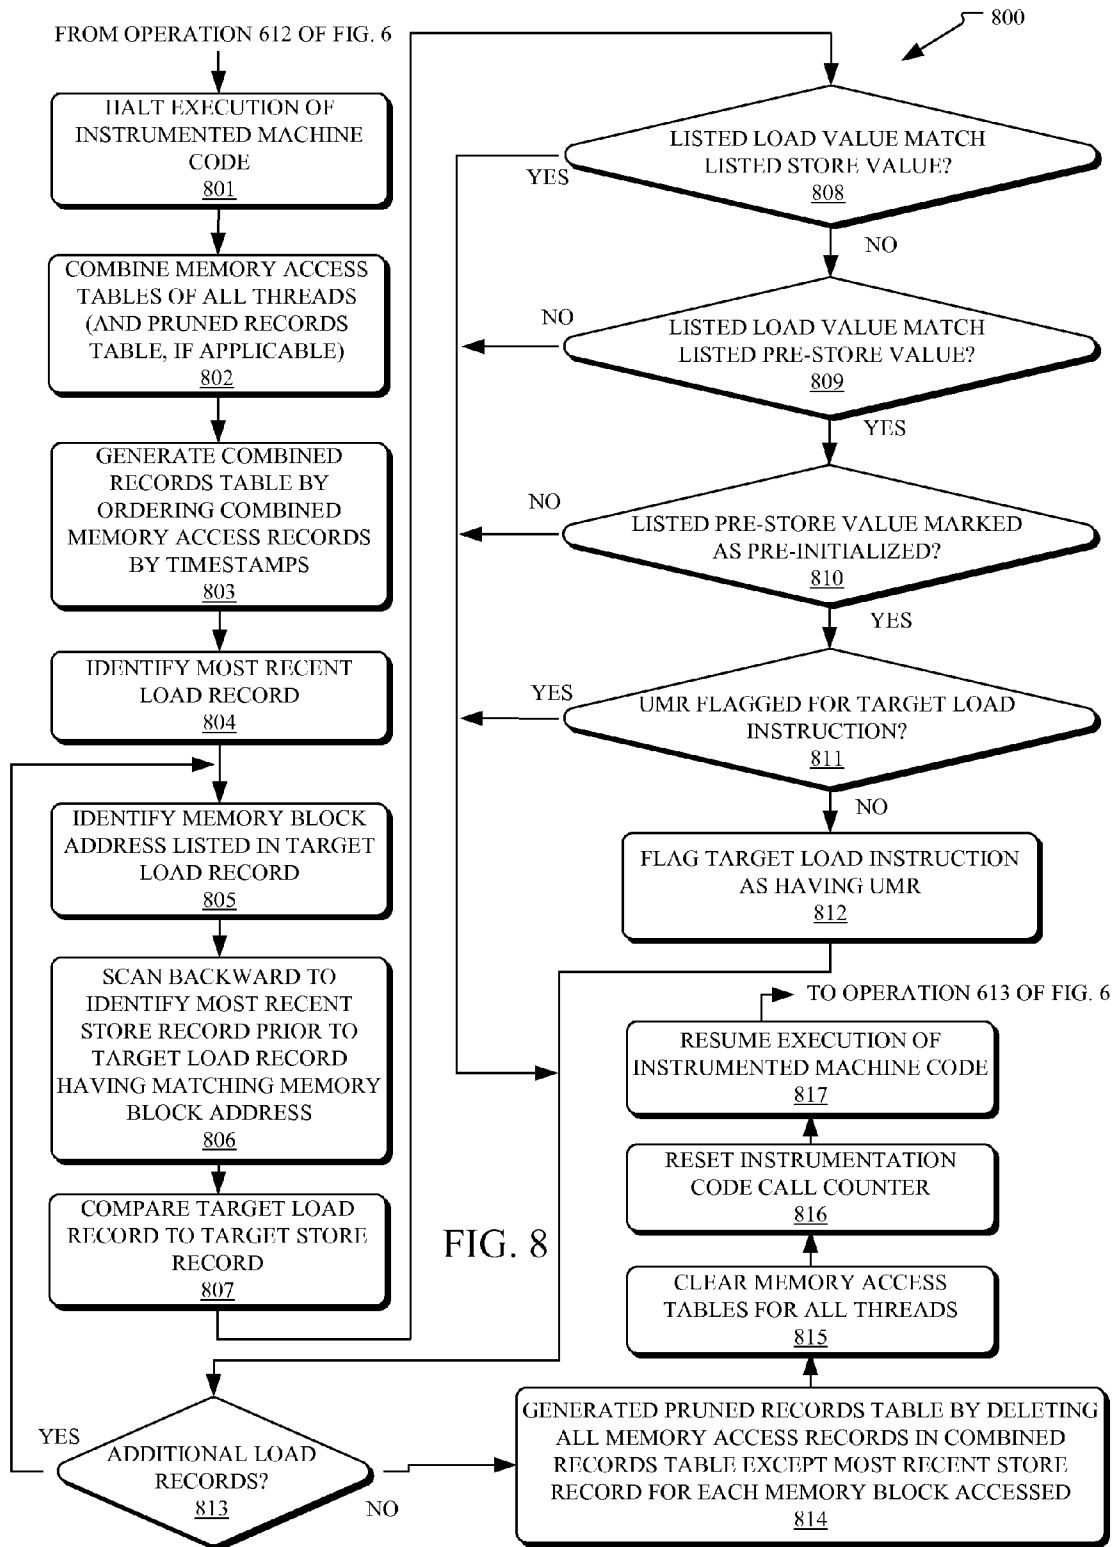 FROM OPERATION 612 OF FIG. 6
HALT EXECUTION OF
INSTRUMENTED MACHINE
CODE
801
COMBINE MEMORY ACCESS
TABLES OF ALL THREADS
(AND PRUNED RECORDS
TABLE, IF APPLICABLE)
802
GENERATE COMBINED
RECORDS TABLE BY
ORDERING COMBINED
MEMORY ACCESS RECORDS
BY TIMESTAMPS
803
IDENTIFY MOST RECENT
LOAD RECORD
804
IDENTIFY MEMORY BLOCK
ADDRESS LISTED IN TARGET
LOAD RECORD
805
SCAN BACKWARD TO
IDENTIFY MOST RECENT
STORE RECORD PRIOR TO
TARGET LOAD RECORD
HAVING MATCHING MEMORY
BLOCK ADDRESS
806
COMPARE TARGET LOAD
RECORD TO TARGET STORE
RECORD
807
800
LISTED LOAD VALUE MATCH
LISTED STORE VALUE?
808
YES
NO
LISTED LOAD VALUE MATCH
LISTED PRE-STORE VALUE?
809
NO
YES
LISTED PRE-STORE VALUE MARKED
AS PRE-INITIALIZED?
810
NO
YES
UMR FLAGGED FOR TARGET LOAD
INSTRUCTION?
811
YES
NO
FLAG TARGET LOAD INSTRUCTION
AS HAVING UMR
812
ADDITIONAL LOAD
RECORDS?
813
YES
NO
GENERATED PRUNED RECORDS TABLE BY DELETING
ALL MEMORY ACCESS RECORDS IN COMBINED
RECORDS TABLE EXCEPT MOST RECENT STORE
RECORD FOR EACH MEMORY BLOCK ACCESSED
814
CLEAR MEMORY ACCESS
TABLES FOR ALL THREADS
815
RESET INSTRUMENTATION
CODE CALL COUNTER
816
RESUME EXECUTION OF
INSTRUMENTED MACHINE CODE
817
TO OPERATION 613 OF FIG. 6
FIG. 8